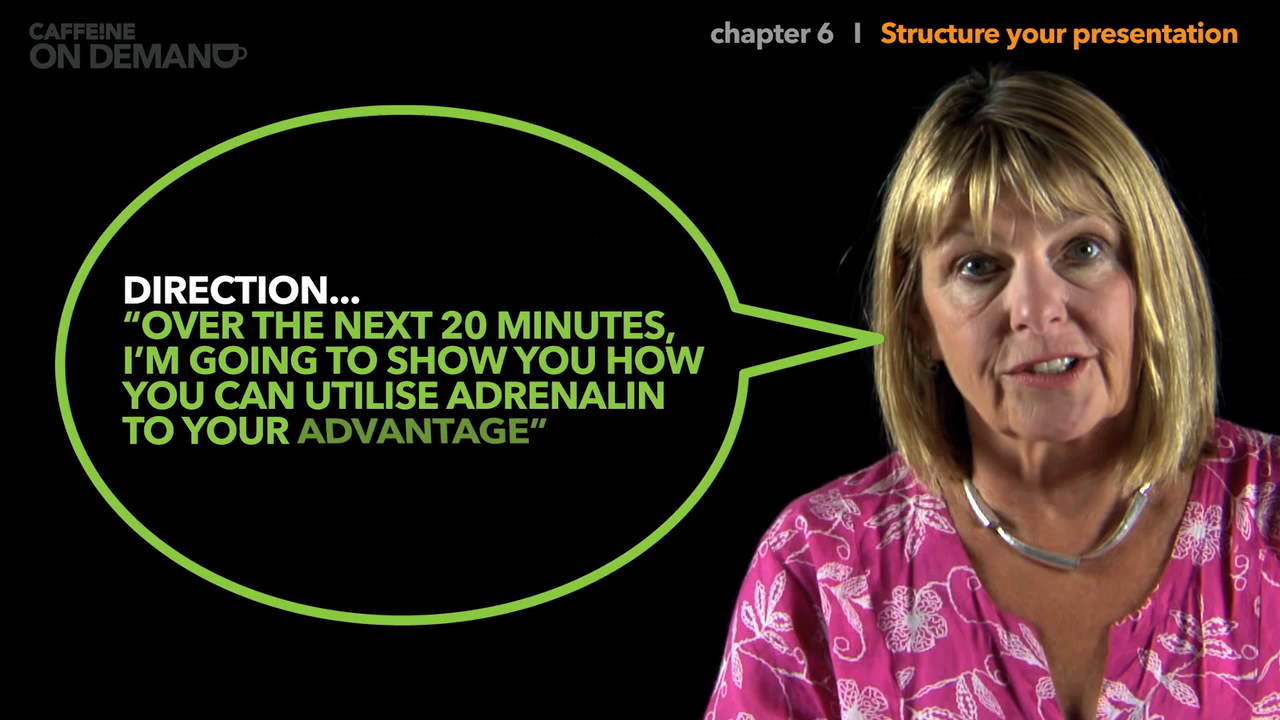 CAFFE!NE
ON DEMAND
chapter 6 | Structure your presentation
DIRECTION...
“OVER THE NEXT 20 MINUTES,
I’M GOING TO SHOW YOU HOW
YOU CAN UTILISE ADRENALIN
TO YOUR ADVANTAGE”